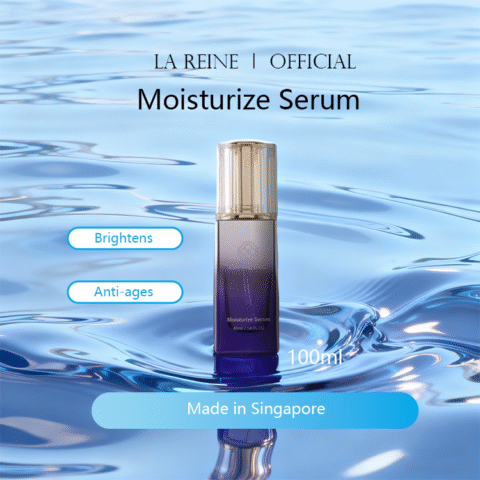 LA REINE | OFFICIAL
Moisturize Serum
Brightens
Anti-ages
Moisturize Serum
100ml
Made in Singapore